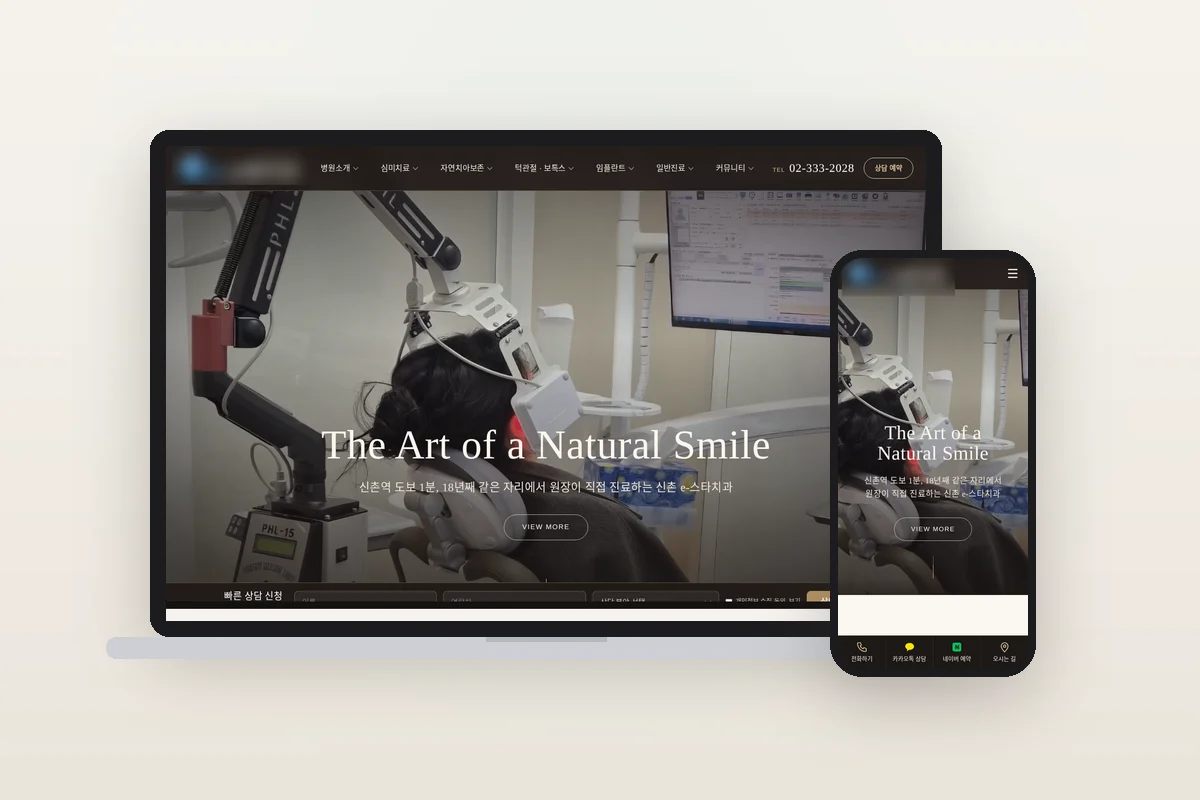 병원소개
심미치료
자연치아보존
턱관절 · 보톡스
임플란트
일반진료
커뮤니티
TEL 02-333-2028
상담 예약
PHL
The Art of a Natural Smile
신촌역 도보 1분, 18년째 같은 자리에서 원장이 직접 진료하는 신촌 e-스타치과
VIEW MORE
PHL-15
빠른 상담 신청
The Art of a
Natural Smile
신촌역 도보 1분, 18년째 같은 자리에서
원장이 직접 진료하는 신촌 e-스타치과
VIEW MORE
전화하기
카카오톡 상담
네이버 예약
오시는 길